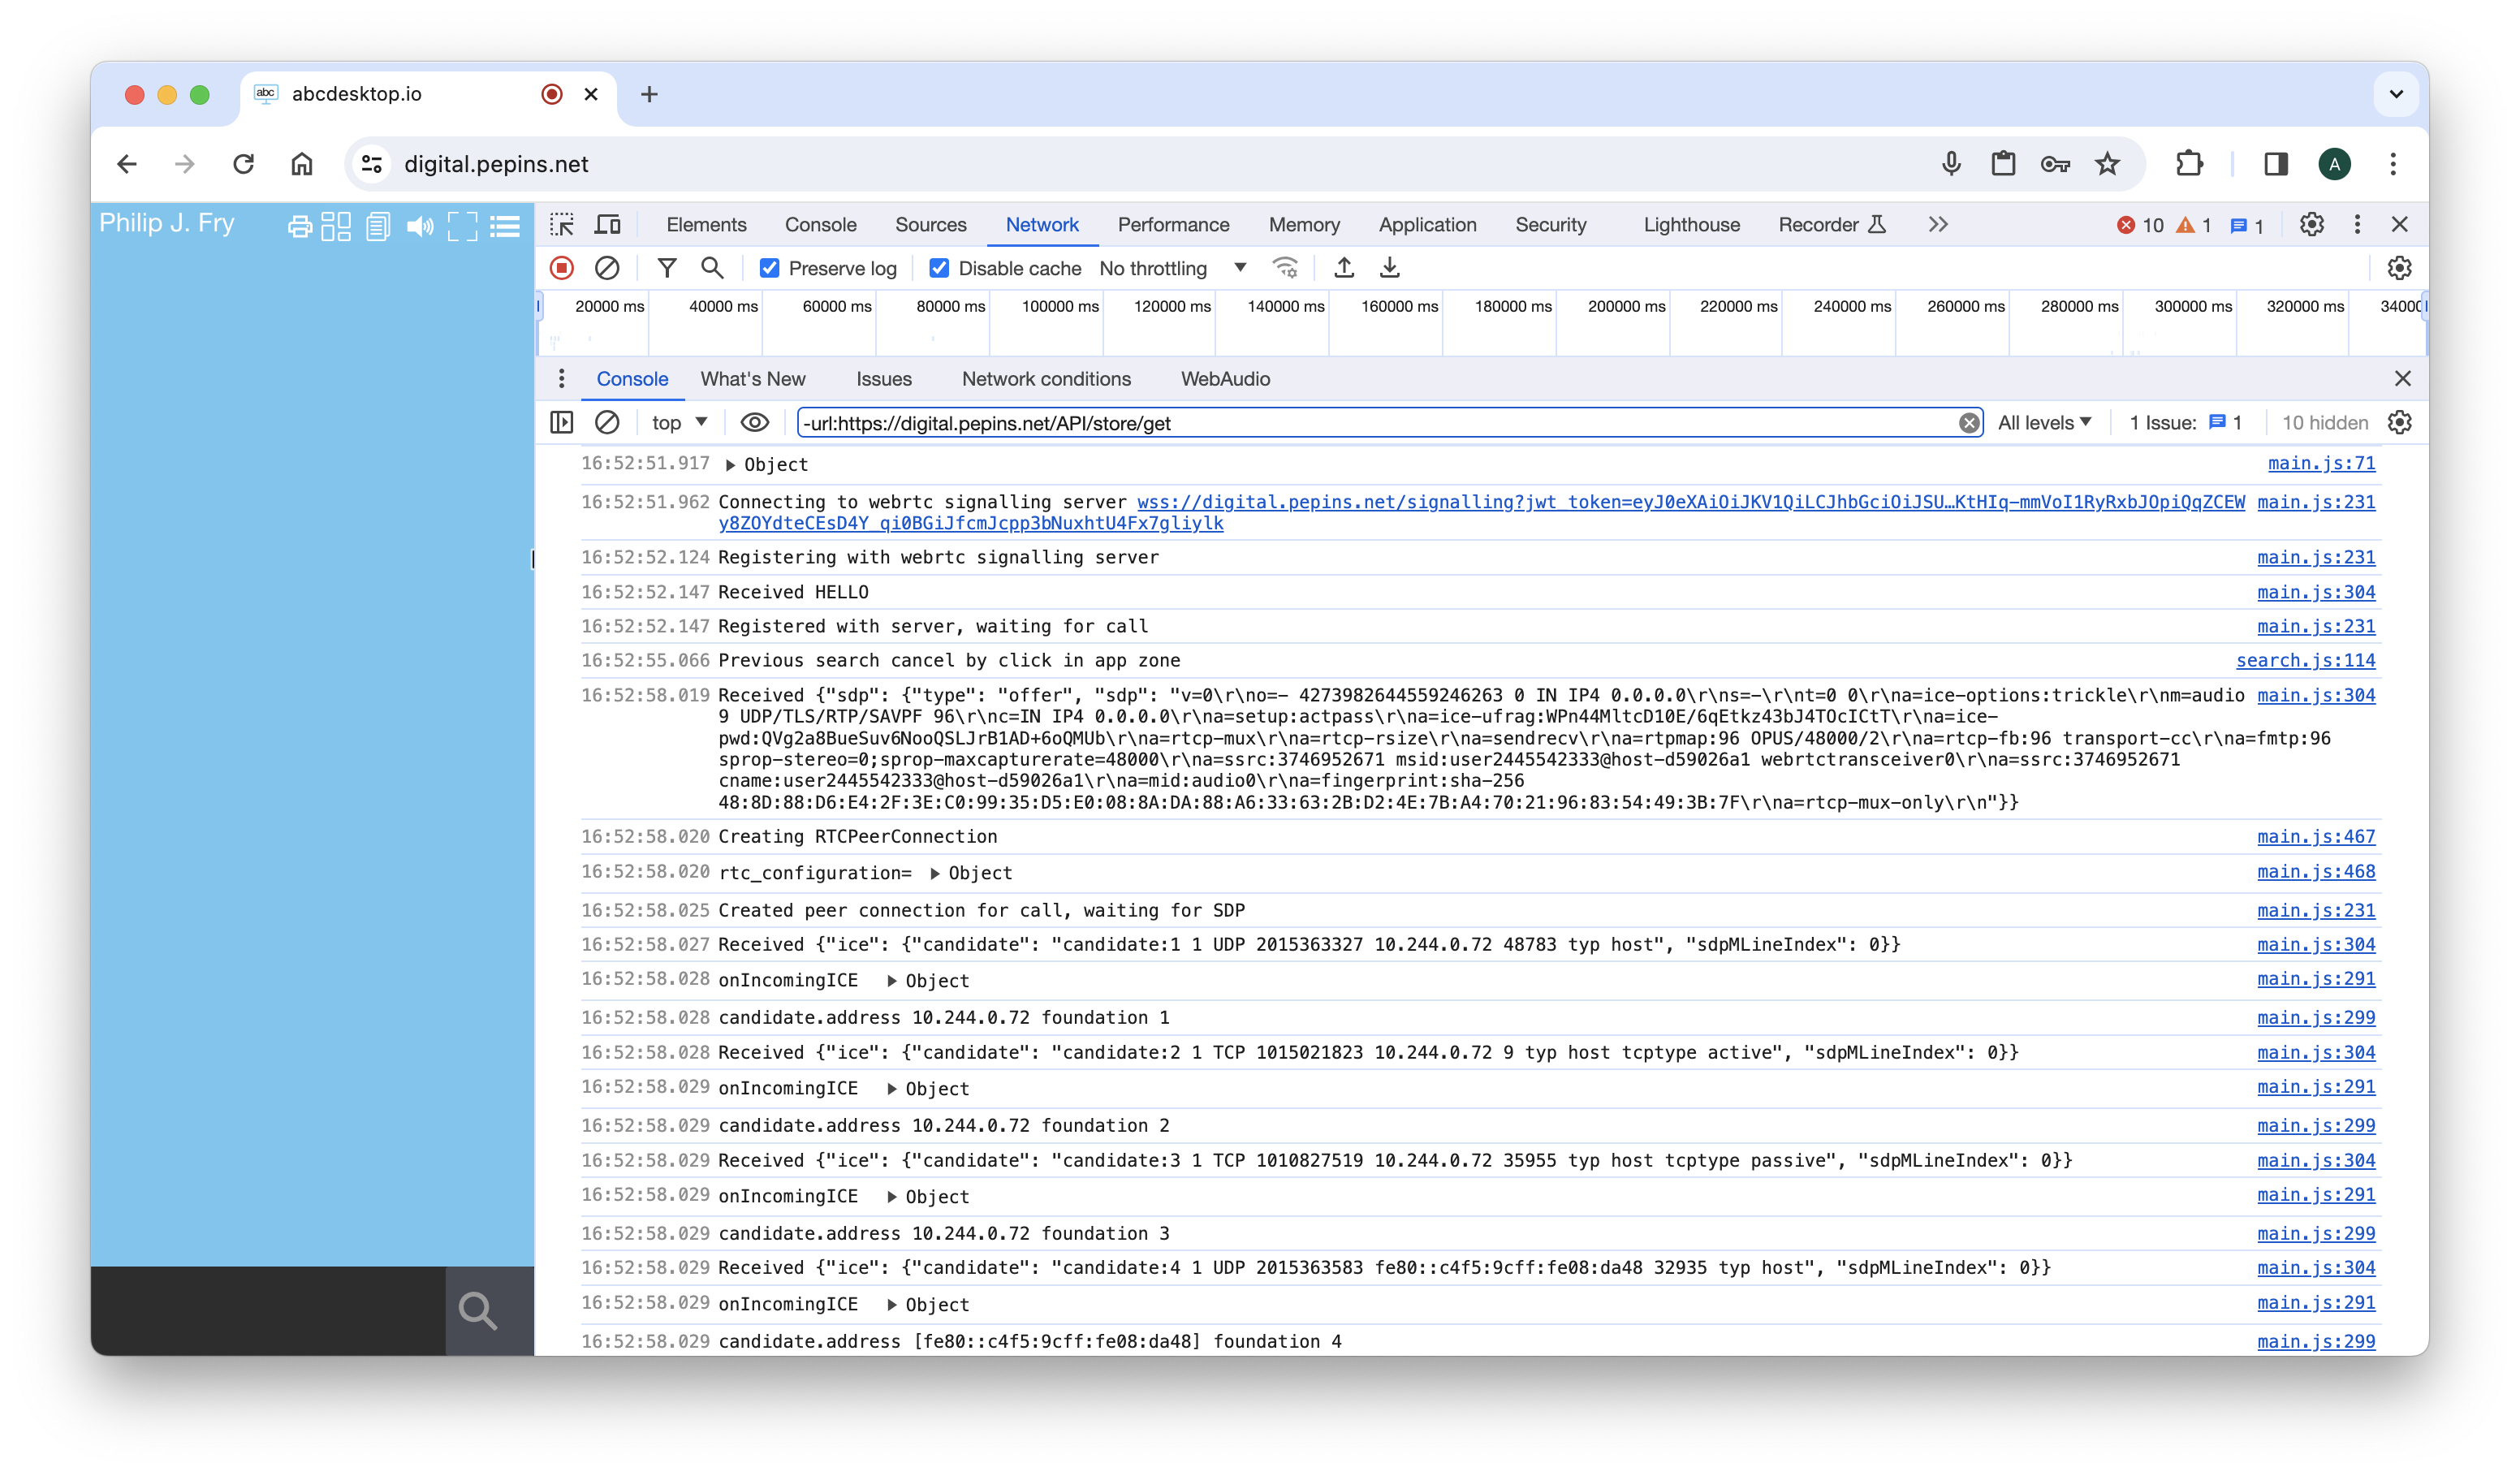 abc abcdesktop.io
digital.pepins.net
A
Philip J. Fry
Elements Console Sources Network Performance Memory Application Security Lighthouse Recorder 10 1 1
Preserve log Disable cache No throttling
20000 ms 40000 ms 60000 ms 80000 ms 100000 ms 120000 ms 140000 ms 160000 ms 180000 ms 200000 ms 220000 ms 240000 ms 260000 ms 280000 ms 300000 ms 320000 ms 34000
Console What's New Issues Network conditions WebAudio
top -url:https://digital.pepins.net/API/store/get All levels 1 Issue: 1 10 hidden
16:52:51.917 Object main.js:71
16:52:51.962 Connecting to webrtc signalling server wss://digital.pepins.net/signalling?jwt_token=eyJ0eXAiOiJKV1QiLCJhbGciOiJSU…KtHIq-mmVoI1RyRxbJOpiQqZCEW main.js:231
y8ZOYdteCEsD4Y_qi0BGiJfcmJcpp3bNuxhtU4Fx7gliylk
16:52:52.124 Registering with webrtc signalling server main.js:231
16:52:52.147 Received HELLO main.js:304
16:52:52.147 Registered with server, waiting for call main.js:231
16:52:55.066 Previous search cancel by click in app zone search.js:114
16:52:58.019 Received {"sdp": {"type": "offer", "sdp": "v=0\r\no=- 4273982644559246263 0 IN IP4 0.0.0.0\r\ns=-\r\nt=0 0\r\na=ice-options:trickle\r\nm=audio main.js:304
9 UDP/TLS/RTP/SAVPF 96\r\nc=IN IP4 0.0.0.0\r\na=setup:actpass\r\na=ice-ufrag:WPn44MltcD10E/6qEtkz43bJ4TOcICtT\r\na=ice-
pwd:QVg2a8BueSuv6NooQSLJrB1AD+6oQMUb\r\na=rtcp-mux\r\na=rtcp-rsize\r\na=sendrecv\r\na=rtpmap:96 OPUS/48000/2\r\na=rtcp-fb:96 transport-cc\r\na=fmtp:96
sprop-stereo=0;sprop-maxcapturerate=48000\r\na=ssrc:3746952671 msid:user2445542333@host-d59026a1 webrtctransceiver0\r\na=ssrc:3746952671
cname:user2445542333@host-d59026a1\r\na=mid:audio0\r\na=fingerprint:sha-256
48:8D:88:D6:E4:2F:3E:C0:99:35:D5:E0:08:8A:DA:88:A6:33:63:2B:D2:4E:7B:A4:70:21:96:83:54:49:3B:7F\r\na=rtcp-mux-only\r\n"}}
16:52:58.020 Creating RTCPeerConnection main.js:467
16:52:58.020 rtc_configuration= Object main.js:468
16:52:58.025 Created peer connection for call, waiting for SDP main.js:231
16:52:58.027 Received {"ice": {"candidate": "candidate:1 1 UDP 2015363327 10.244.0.72 48783 typ host", "sdpMLineIndex": 0}} main.js:304
16:52:58.028 onIncomingICE Object main.js:291
16:52:58.028 candidate.address 10.244.0.72 foundation 1 main.js:299
16:52:58.028 Received {"ice": {"candidate": "candidate:2 1 TCP 1015021823 10.244.0.72 9 typ host tcptype active", "sdpMLineIndex": 0}} main.js:304
16:52:58.029 onIncomingICE Object main.js:291
16:52:58.029 candidate.address 10.244.0.72 foundation 2 main.js:299
16:52:58.029 Received {"ice": {"candidate": "candidate:3 1 TCP 1010827519 10.244.0.72 35955 typ host tcptype passive", "sdpMLineIndex": 0}} main.js:304
16:52:58.029 onIncomingICE Object main.js:291
16:52:58.029 candidate.address 10.244.0.72 foundation 3 main.js:299
16:52:58.029 Received {"ice": {"candidate": "candidate:4 1 UDP 2015363583 fe80::c4f5:9cff:fe08:da48 32935 typ host", "sdpMLineIndex": 0}} main.js:304
16:52:58.029 onIncomingICE Object main.js:291
16:52:58.029 candidate.address [fe80::c4f5:9cff:fe08:da48] foundation 4 main.js:299